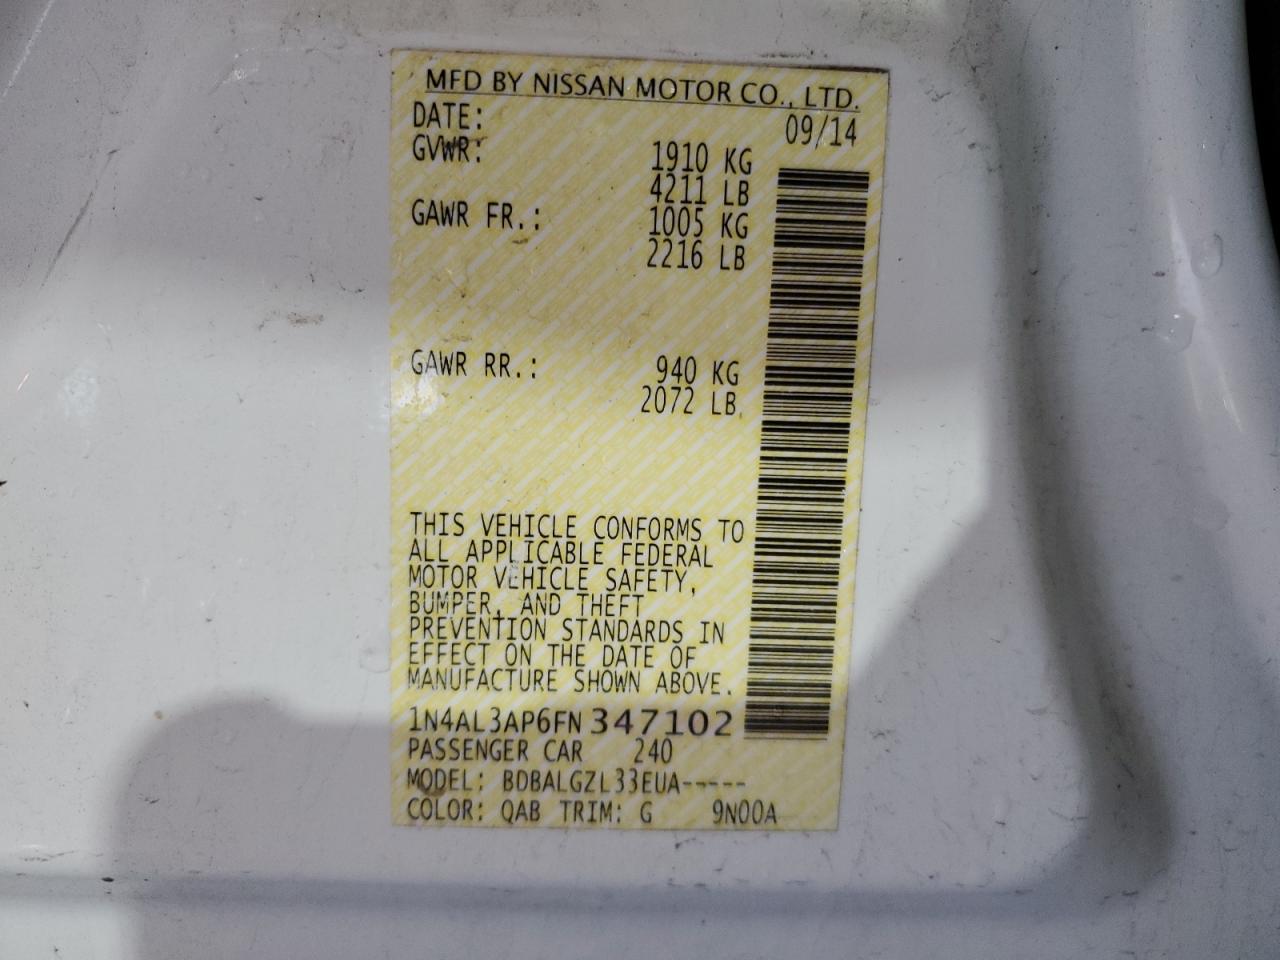 MFD BY NISSAN MOTOR CO., LTD.
DATE: 09/14
GVWR: 1910 KG
4211 LB
GAWR FR.: 1005 KG
2216 LB
GAWR RR.: 940 KG
2072 LB
THIS VEHICLE CONFORMS TO
ALL APPLICABLE FEDERAL
MOTOR VEHICLE SAFETY,
BUMPER, AND THEFT
PREVENTION STANDARDS IN
EFFECT ON THE DATE OF
MANUFACTURE SHOWN ABOVE.
1N4AL3AP6FN347102
PASSENGER CAR 240
MODEL: BDBALGZL33EUA-----
COLOR: QAB TRIM: G 9N00A